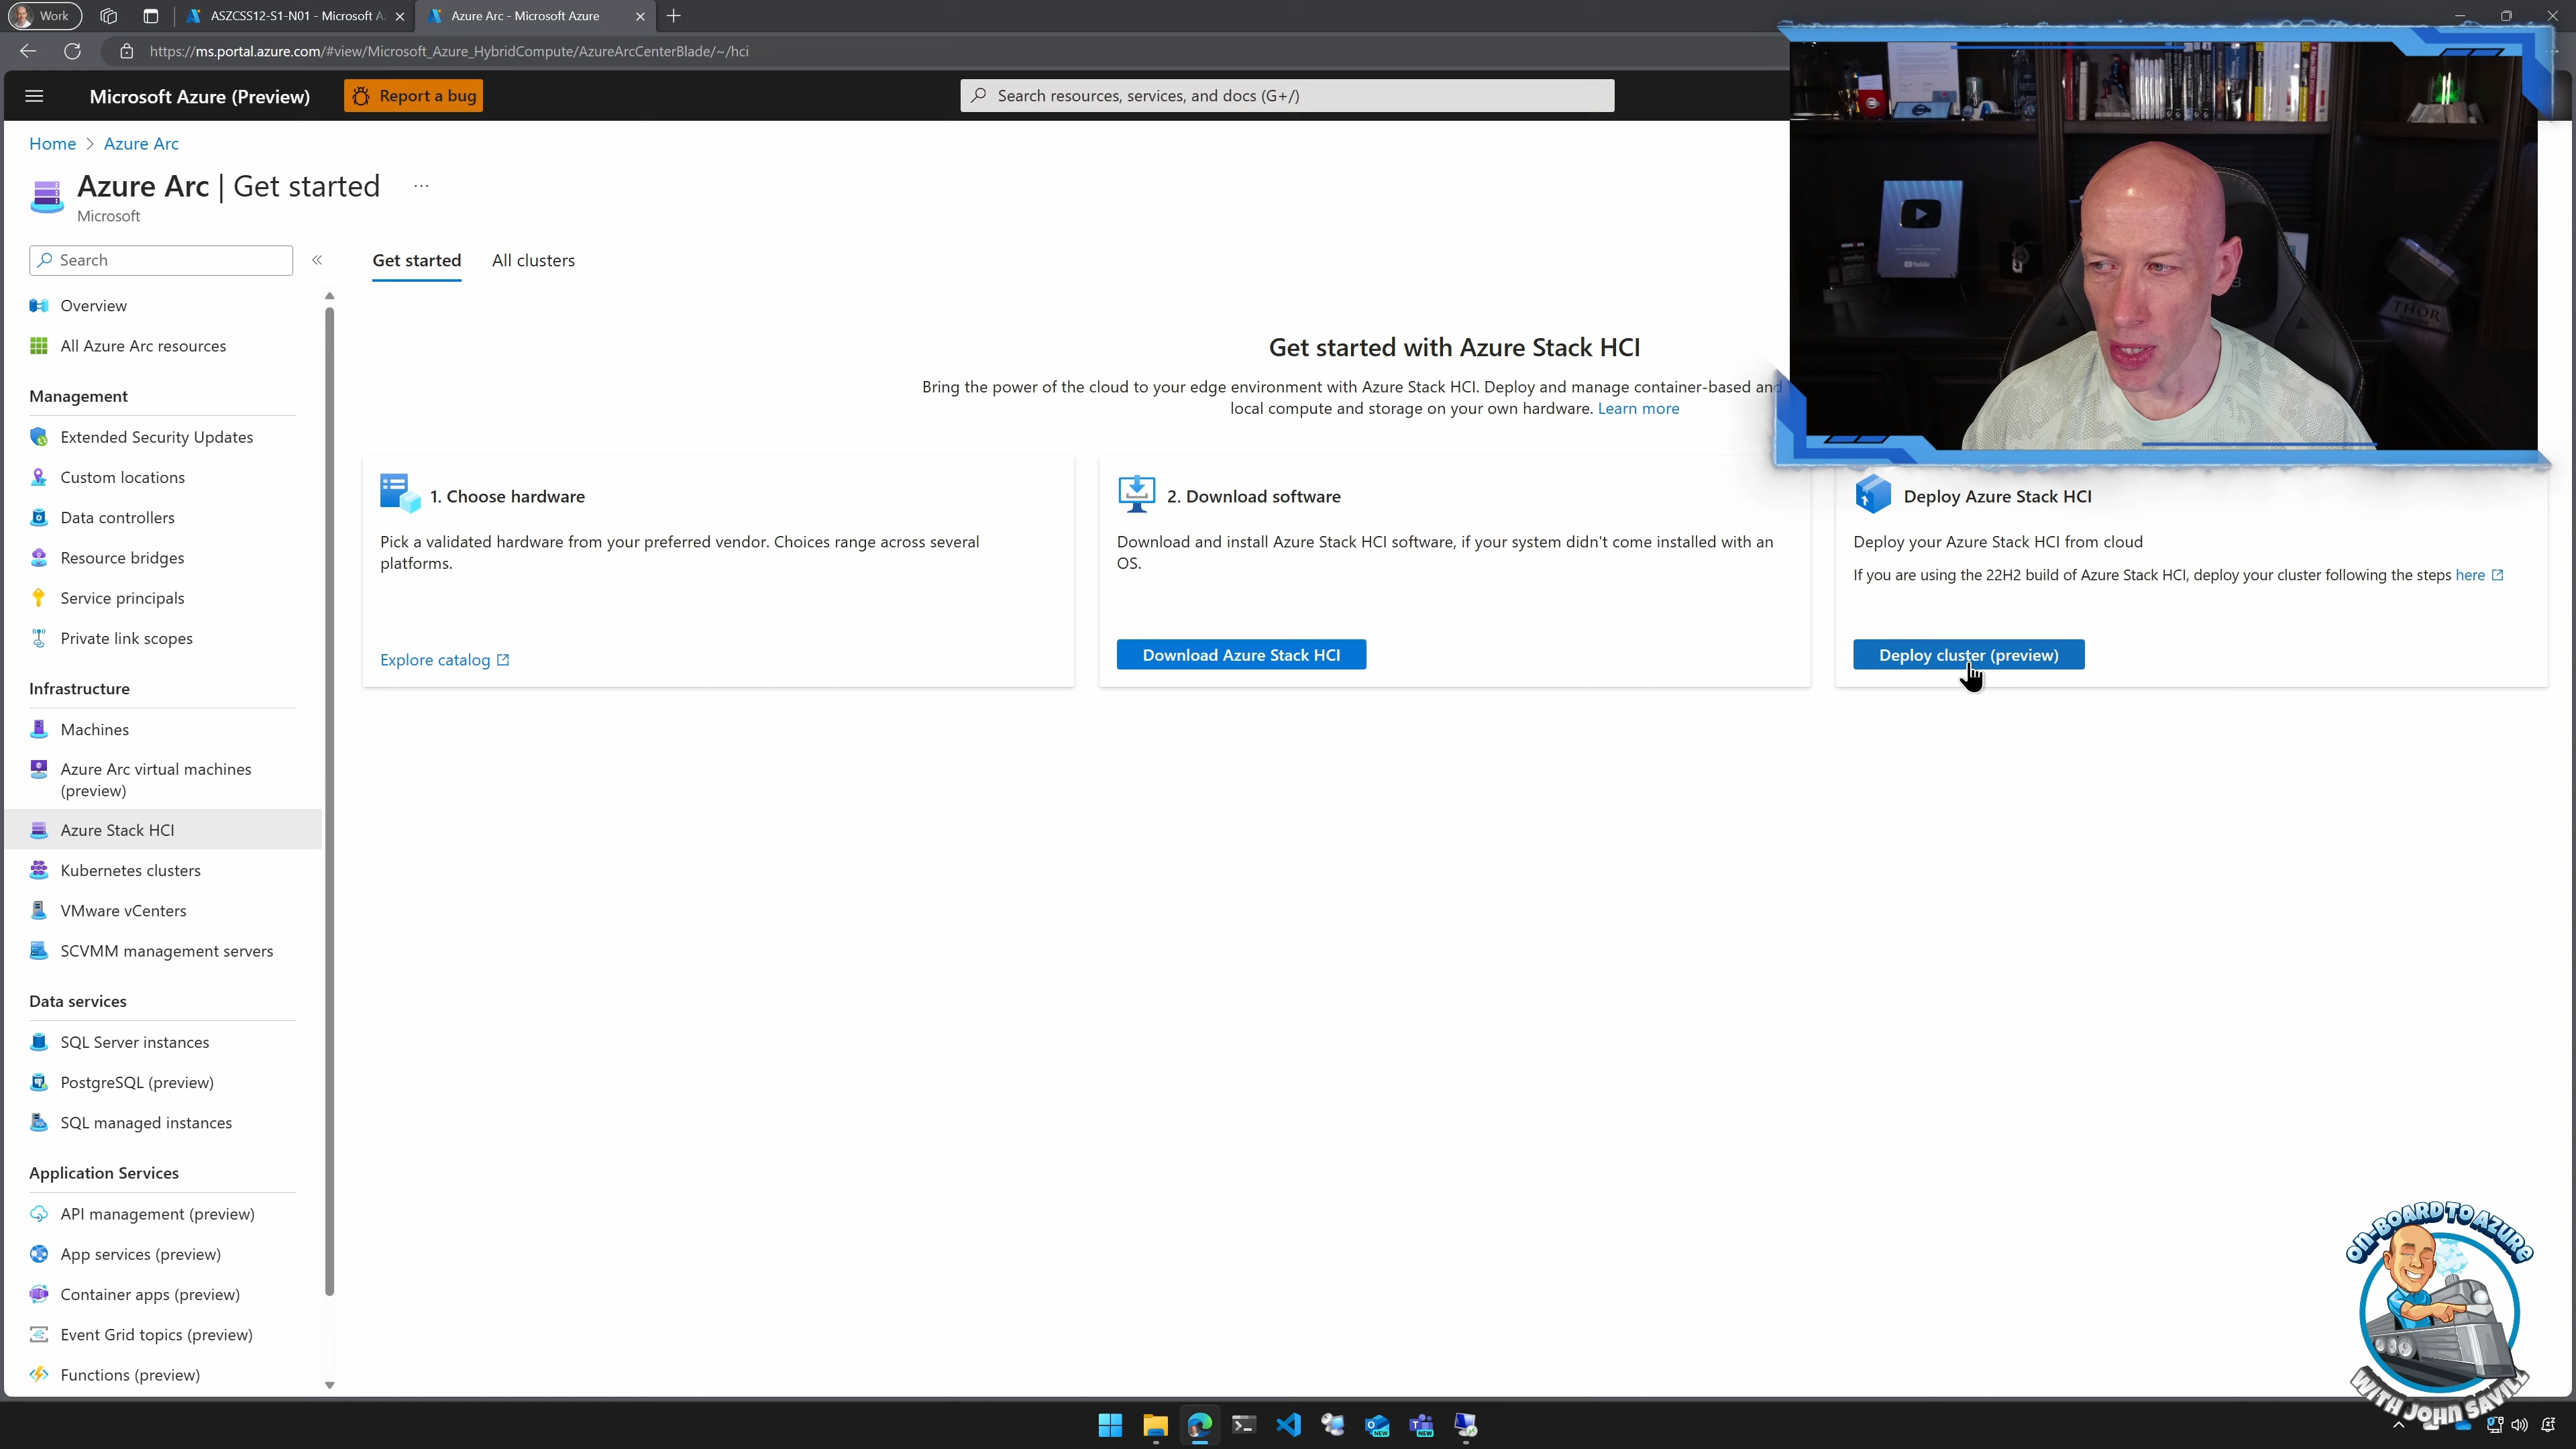 Work
ASZCSS12-S1-N01 - Microsoft A
Azure Arc - Microsoft Azure
https://ms.portal.azure.com/#view/Microsoft_Azure_HybridCompute/AzureArcCenterBlade/~/hci
Microsoft Azure (Preview)
Report a bug
Search resources, services, and docs (G+/)
Home > Azure Arc
Azure Arc | Get started
...
Microsoft
Search
Get started
All clusters
Overview
All Azure Arc resources
Management
Extended Security Updates
Custom locations
Data controllers
Resource bridges
Service principals
Private link scopes
Infrastructure
Machines
Azure Arc virtual machines
(preview)
Azure Stack HCI
Kubernetes clusters
VMware vCenters
SCVMM management servers
Data services
SQL Server instances
PostgreSQL (preview)
SQL managed instances
Application Services
API management (preview)
App services (preview)
Container apps (preview)
Event Grid topics (preview)
Functions (preview)
Get started with Azure Stack HCI
Bring the power of the cloud to your edge environment with Azure Stack HCI. Deploy and manage container-based and
local compute and storage on your own hardware. Learn more
1. Choose hardware
Pick a validated hardware from your preferred vendor. Choices range across several
platforms.
Explore catalog
2. Download software
Download and install Azure Stack HCI software, if your system didn't come installed with an
OS.
Download Azure Stack HCI
Deploy Azure Stack HCI
Deploy your Azure Stack HCI from cloud
If you are using the 22H2 build of Azure Stack HCI, deploy your cluster following the steps here
Deploy cluster (preview)
YouTube
THOR
ON-BOARD TO AZURE
WITH JOHN SAVILL
NEW
NEW